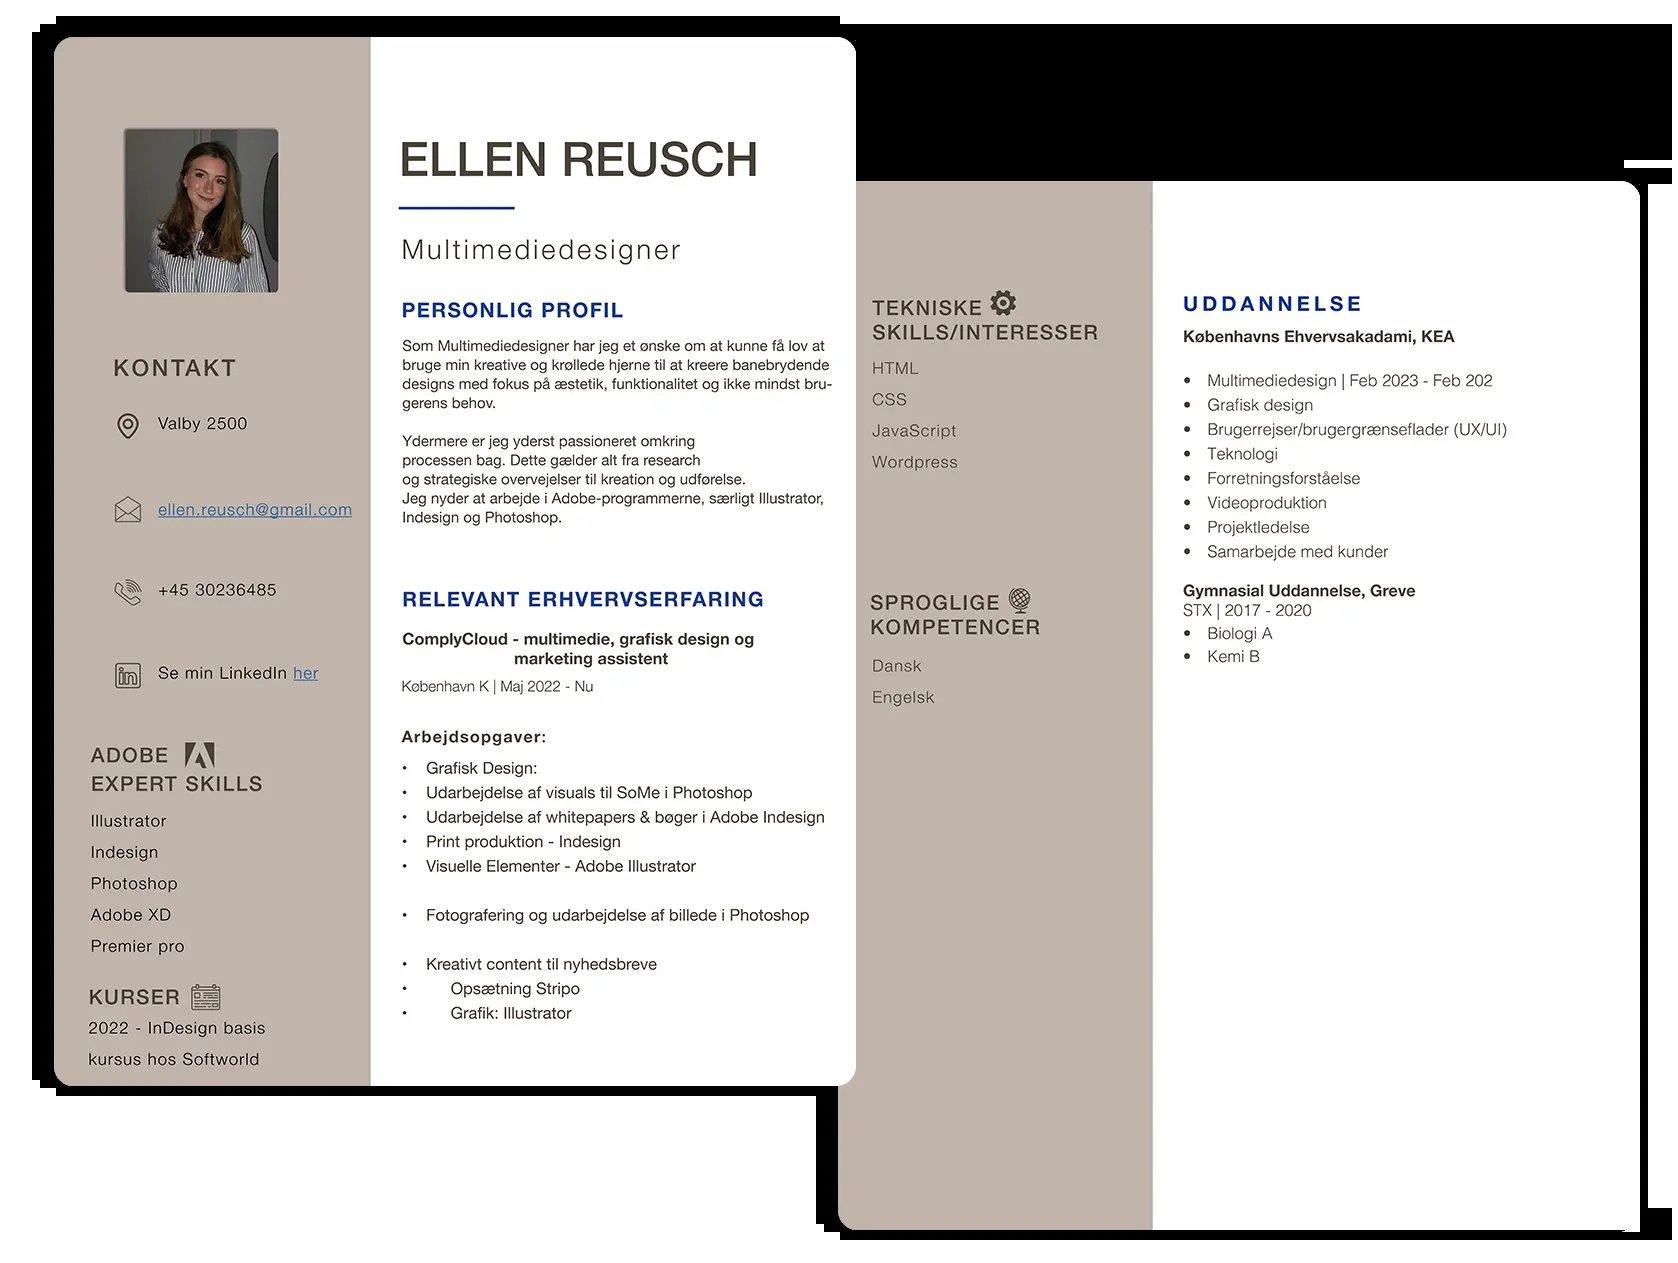 ELLEN REUSCH
Multimediedesigner
PERSONLIG PROFIL
Som Multimediedesigner har jeg et ønske om at kunne få lov at
bruge min kreative og krøllede hjerne til at kreere banebrydende
designs med fokus på æstetik, funktionalitet og ikke mindst bru-
gerens behov.
Ydermere er jeg yderst passioneret omkring
processen bag. Dette gælder alt fra research
og strategiske overvejelser til kreation og udførelse.
Jeg nyder at arbejde i Adobe-programmerne, særligt Illustrator,
Indesign og Photoshop.
RELEVANT ERHVERVSERFARING
ComplyCloud - multimedie, grafisk design og
marketing assistent
København K | Maj 2022 - Nu
Arbejdsopgaver:
• Grafisk Design:
• Udarbejdelse af visuals til SoMe i Photoshop
• Udarbejdelse af whitepapers & bøger i Adobe Indesign
• Print produktion - Indesign
• Visuelle Elementer - Adobe Illustrator
• Fotografering og udarbejdelse af billede i Photoshop
• Kreativt content til nyhedsbreve
• Opsætning Stripo
• Grafik: Illustrator
KONTAKT
Valby 2500
ellen.reusch@gmail.com
+45 30236485
in Se min LinkedIn her
ADOBE
EXPERT SKILLS
Illustrator
Indesign
Photoshop
Adobe XD
Premier pro
KURSER
2022 - InDesign basis
kursus hos Softworld
TEKNISKE
SKILLS/INTERESSER
HTML
CSS
JavaScript
Wordpress
SPROGLIGE
KOMPETENCER
Dansk
Engelsk
UDDANNELSE
Københavns Ehvervsakadami, KEA
• Multimediedesign | Feb 2023 - Feb 202
• Grafisk design
• Brugerrejser/brugergrænseflader (UX/UI)
• Teknologi
• Forretningsforståelse
• Videoproduktion
• Projektledelse
• Samarbejde med kunder
Gymnasial Uddannelse, Greve
STX | 2017 - 2020
• Biologi A
• Kemi B